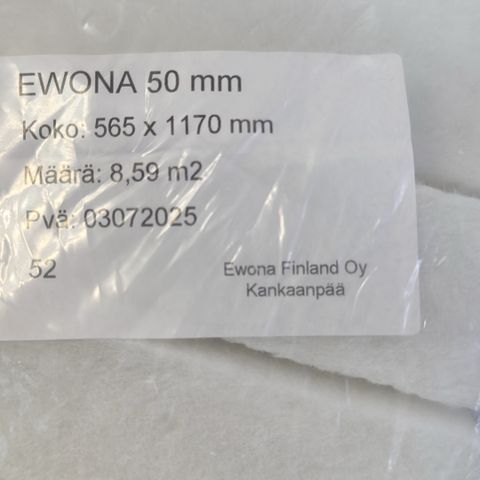 EWONA 50 mm
Koko: 565 x 1170 mm
Määrä: 8,59 m2
Pvä: 03072025
52
Ewona Finland Oy
Kankaanpää